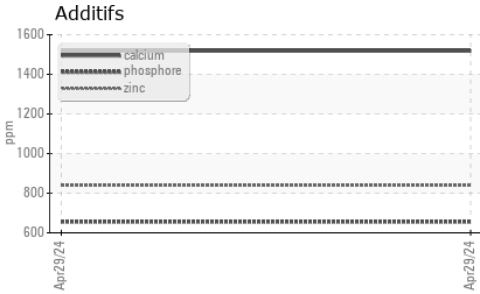 Additifs
1600
1400
1200
1000
800
600
ppm
calcium
phosphore
zinc
Apr29/24
Apr29/24